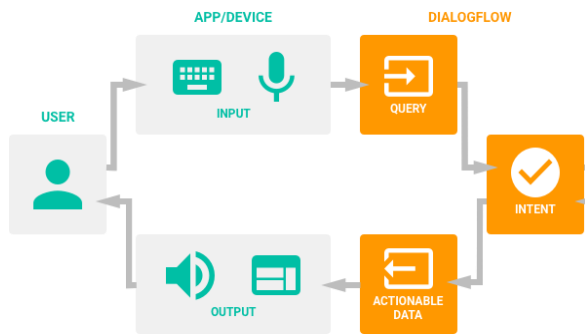 APP/DEVICE
DIALOGFLOW
INPUT
QUERY
USER
INTENT
OUTPUT
ACTIONABLE
DATA